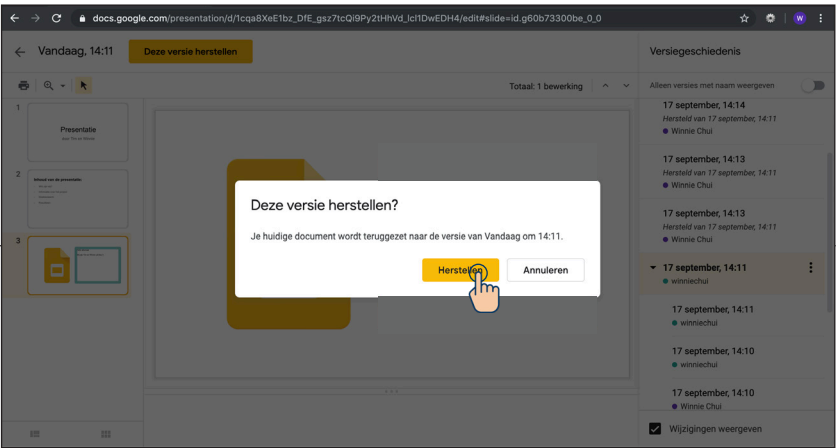 docs.google.com/presentation/d/1cqa8XeE1bz_DfE_gsz7tcQi9Py2tHhVd_lcI1DwEDH4/edit#slide=id.g60b73300be_0_0
W
Vandaag, 14:11
Deze versie herstellen
Versiegeschiedenis
Totaal: 1 bewerking
Alleen versies met naam weergeven
1
Presentatie
2
Inhoud van de presentatie:
3
Deze versie herstellen?
Je huidige document wordt teruggezet naar de versie van Vandaag om 14:11.
Herstellen
Annuleren
17 september, 14:14
Hersteld van 17 september, 14:11
Winnie Chui
17 september, 14:13
Hersteld van 17 september, 14:11
Winnie Chui
17 september, 14:13
Hersteld van 17 september, 14:11
Winnie Chui
17 september, 14:11
winniechui
17 september, 14:11
winniechui
17 september, 14:10
winniechui
17 september, 14:10
Winnie Chui
Wijzigingen weergeven